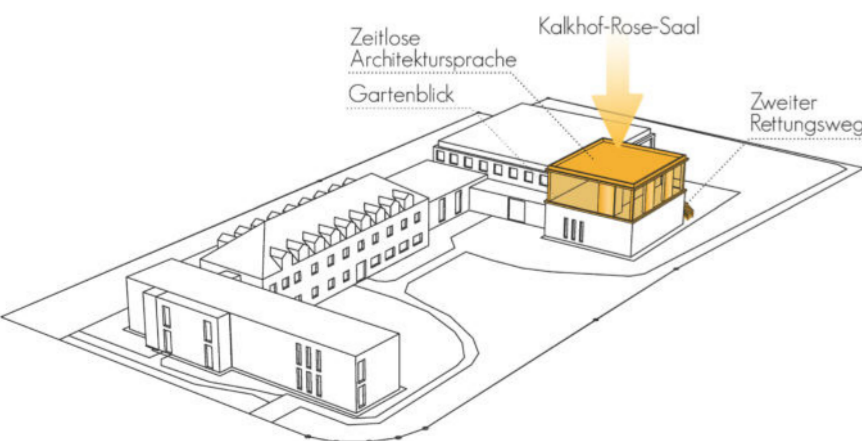 Kalkhof-Rose-Saal
Zeitlose
Architektursprache
Gartenblick
Zweiter
Rettungsweg